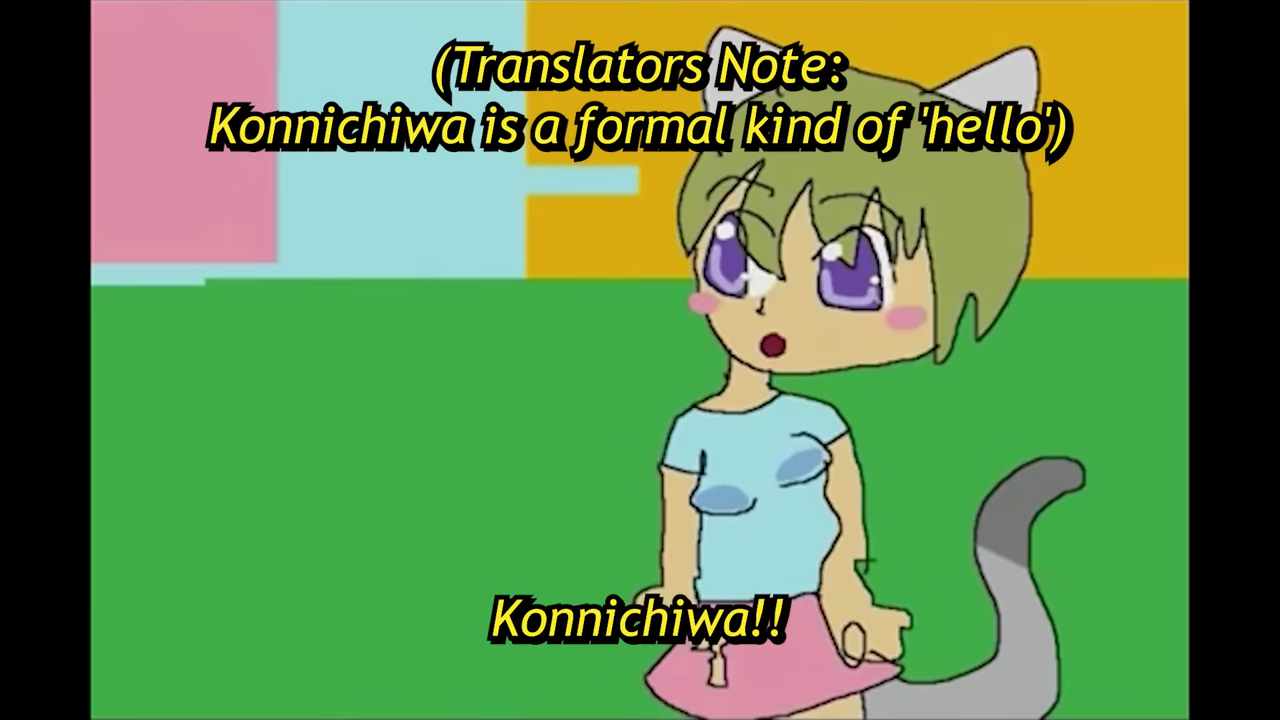 (Translators Note:
Konnichiwa is a formal kind of 'hello')
Konnichiwa!!